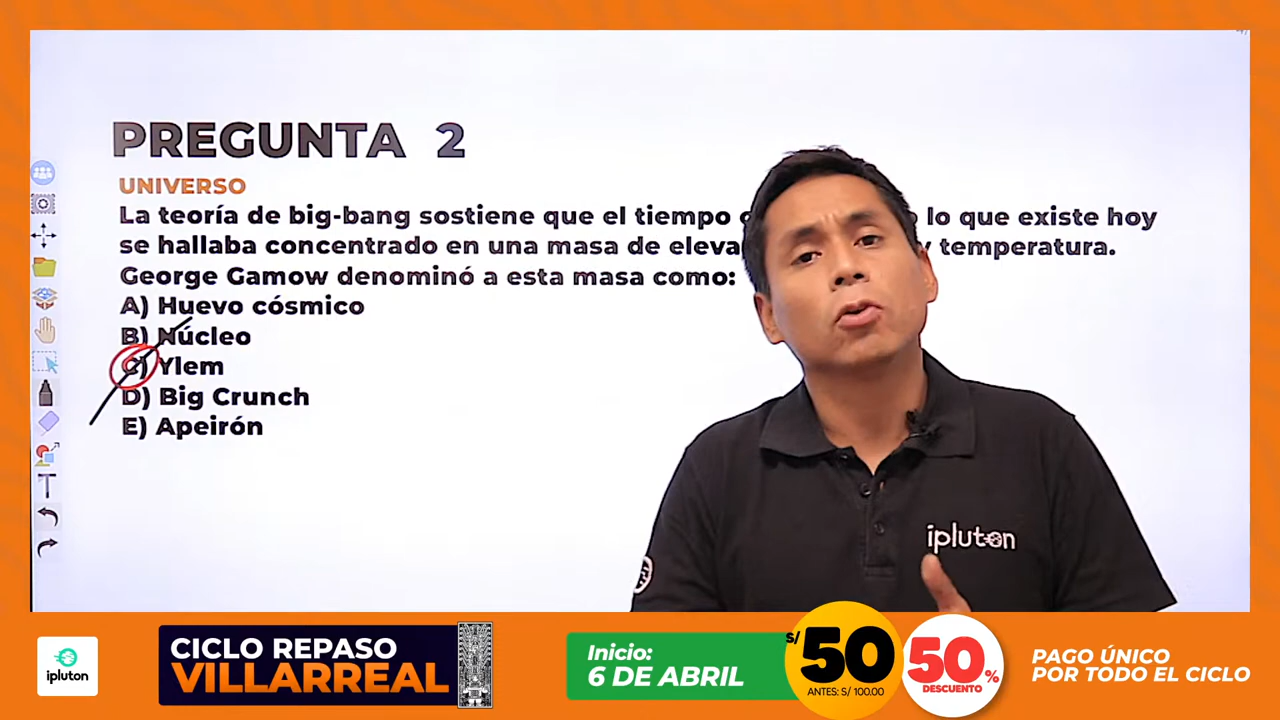 PREGUNTA 2
UNIVERSO
La teoría de big-bang sostiene que el tiempo lo que existe hoy
se hallaba concentrado en una masa de y temperatura.
George Gamow denominó a esta masa como:
A) Huevo cósmico
B) Núcleo
C) Ylem
D) Big Crunch
E) Apeirón
ipluton
ipluton
CICLO REPASO
VILLARREAL
Inicio:
6 DE ABRIL
S/ 50
ANTES: S/ 100.00
50%
DESCUENTO
PAGO ÚNICO
POR TODO EL CICLO